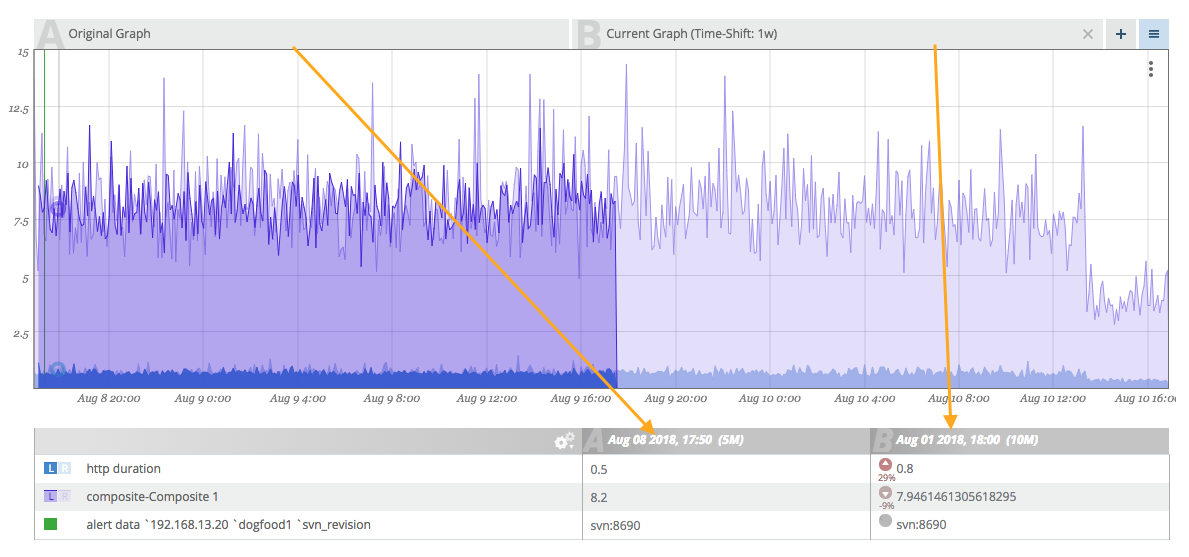 A Original Graph
B Current Graph (Time-Shift: 1w) × + ≡
15
12.5
10
7.5
5
2.5
Aug 8 20:00 Aug 9 0:00 Aug 9 4:00 Aug 9 8:00 Aug 9 12:00 Aug 9 16:00 Aug 9 20:00 Aug 10 0:00 Aug 10 4:00 Aug 10 8:00 Aug 10 12:00 Aug 10 16:00
A Aug 08 2018, 17:50 (5M) B Aug 01 2018, 18:00 (10M)
L R http duration 0.5 0.8
29%
L R composite-Composite 1 8.2 7.9461461305618295
-9%
alert data `192.168.13.20 `dogfood1 `svn_revision svn:8690 svn:8690